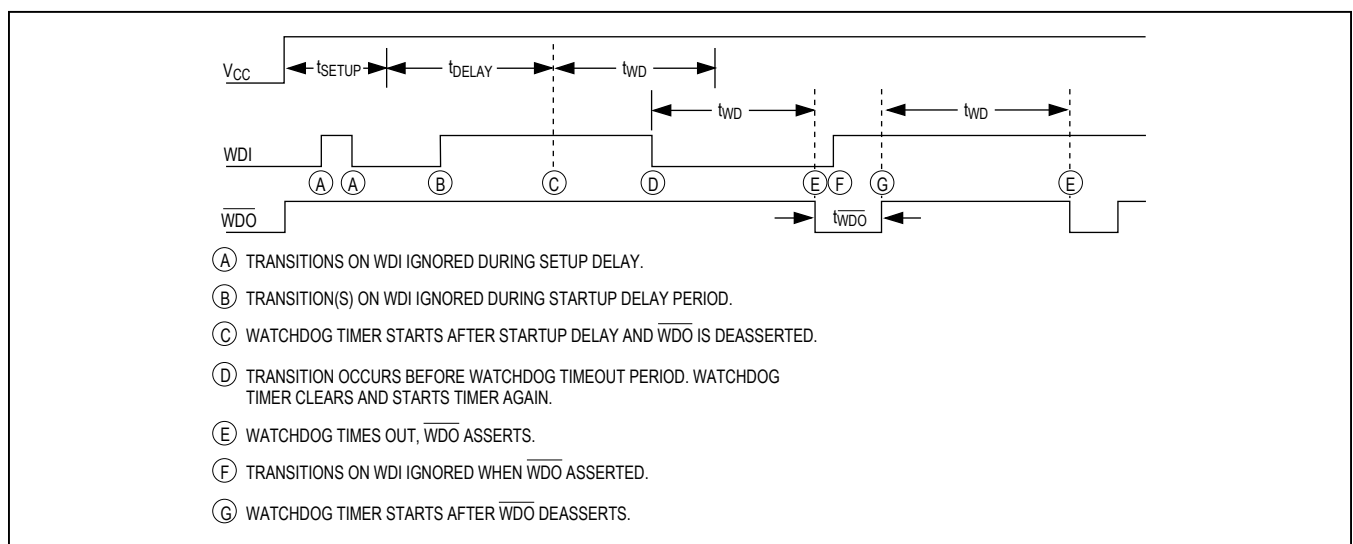 VCC tSETUP tDELAY tWD
tWD tWD
WDI
A A B C D E F G E
WDO tWDO
A TRANSITIONS ON WDI IGNORED DURING SETUP DELAY.
B TRANSITION(S) ON WDI IGNORED DURING STARTUP DELAY PERIOD.
C WATCHDOG TIMER STARTS AFTER STARTUP DELAY AND WDO IS DEASSERTED.
D TRANSITION OCCURS BEFORE WATCHDOG TIMEOUT PERIOD. WATCHDOG
TIMER CLEARS AND STARTS TIMER AGAIN.
E WATCHDOG TIMES OUT, WDO ASSERTS.
F TRANSITIONS ON WDI IGNORED WHEN WDO ASSERTED.
G WATCHDOG TIMER STARTS AFTER WDO DEASSERTS.